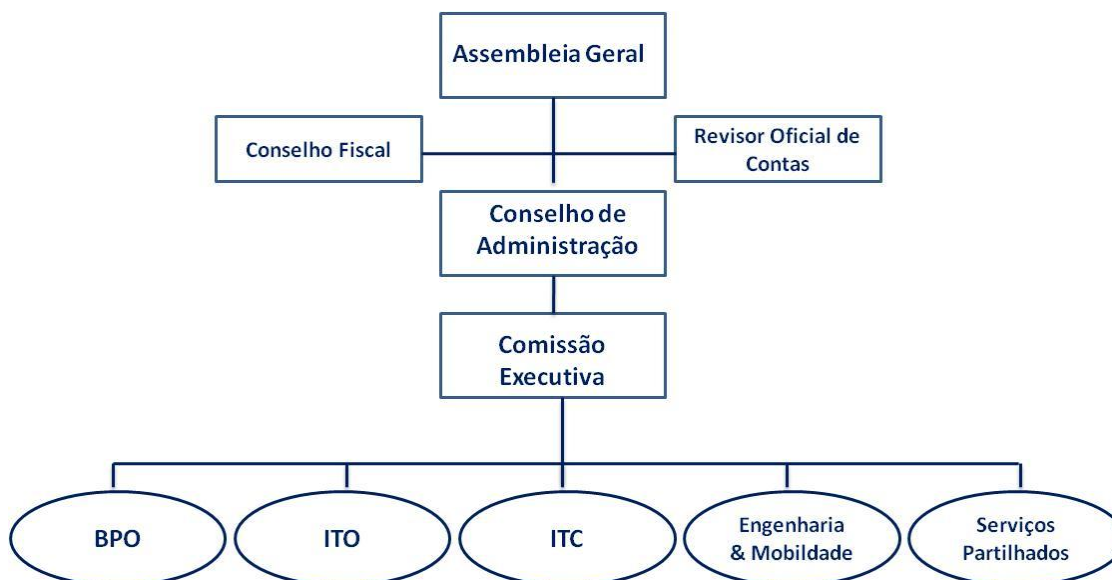 Assembleia Geral
Conselho Fiscal
Revisor Oficial de
Contas
Conselho de
Administração
Comissão
Executiva
BPO
ITO
ITC
Engenharia
& Mobildade
Serviços
Partilhados